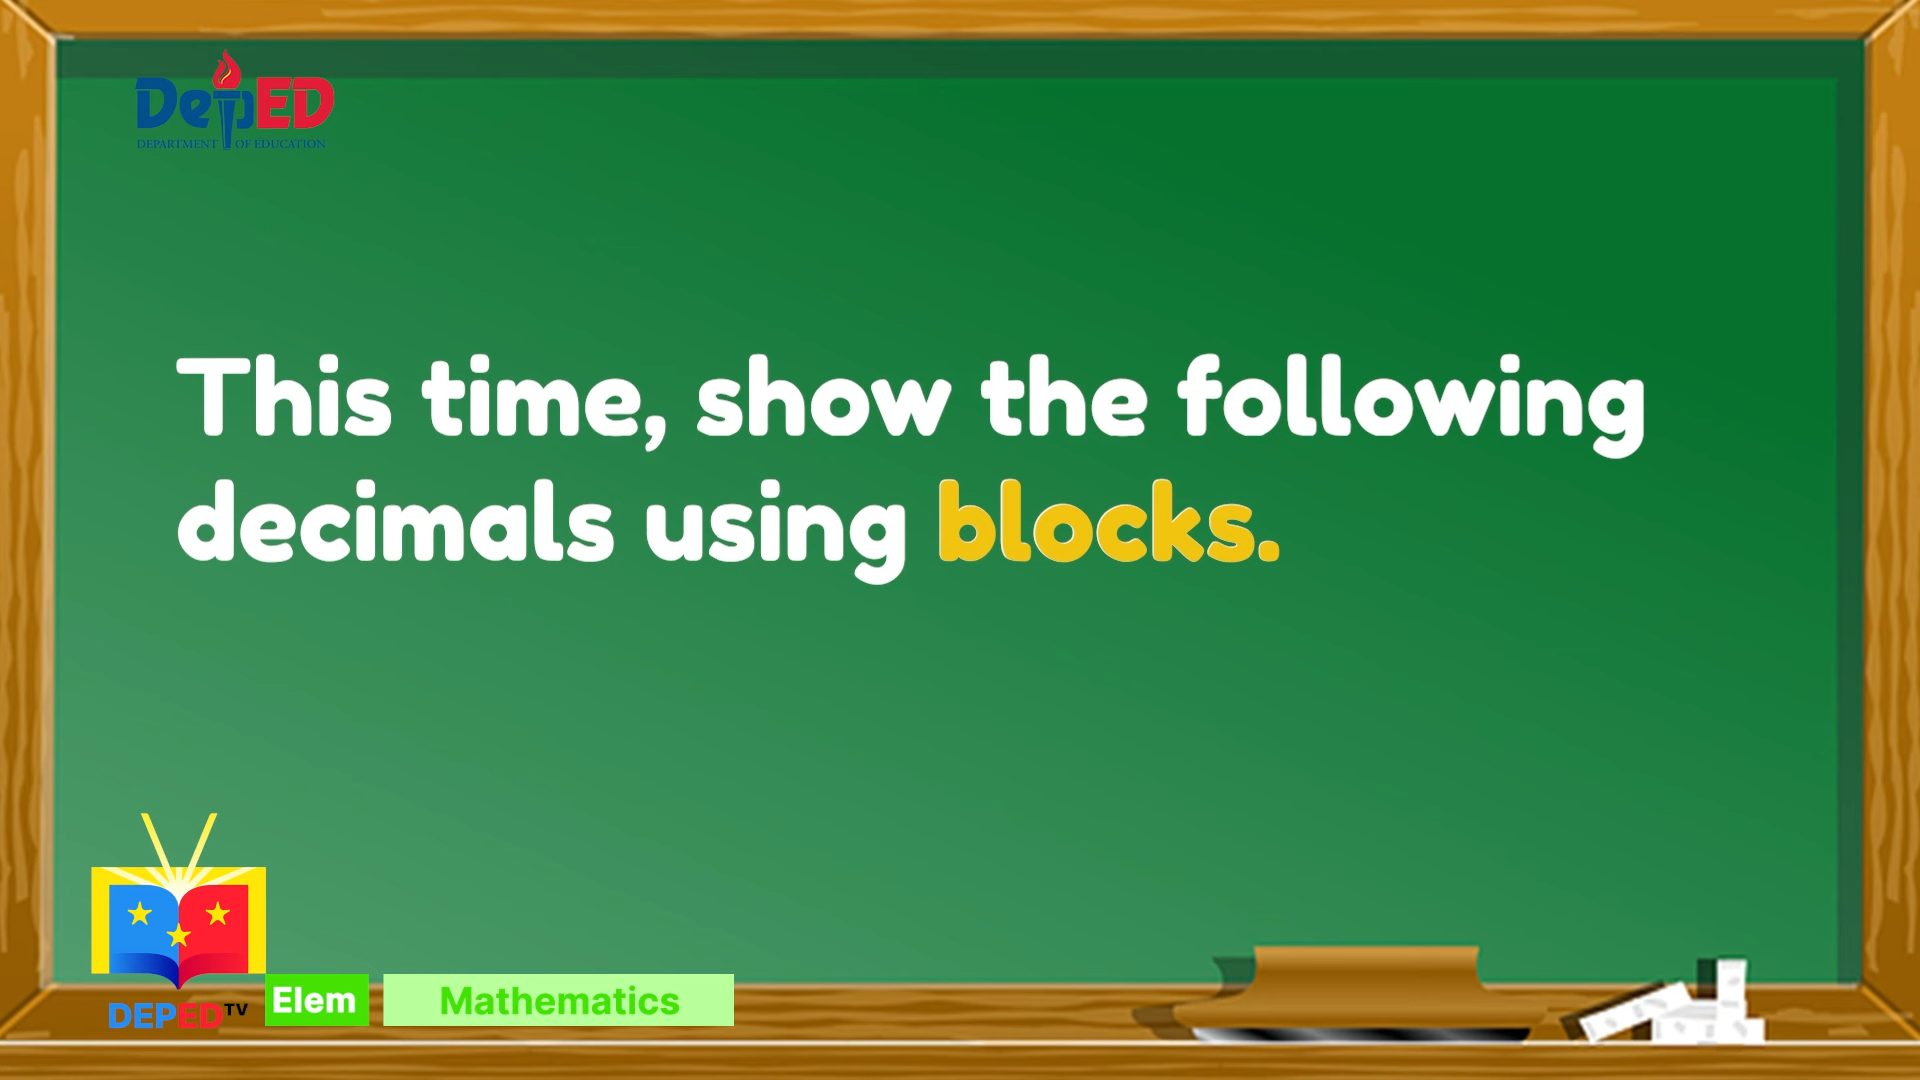 DepED
DEPARTMENT OF EDUCATION
This time, show the following
decimals using blocks.
DEPED TV
Elem
Mathematics